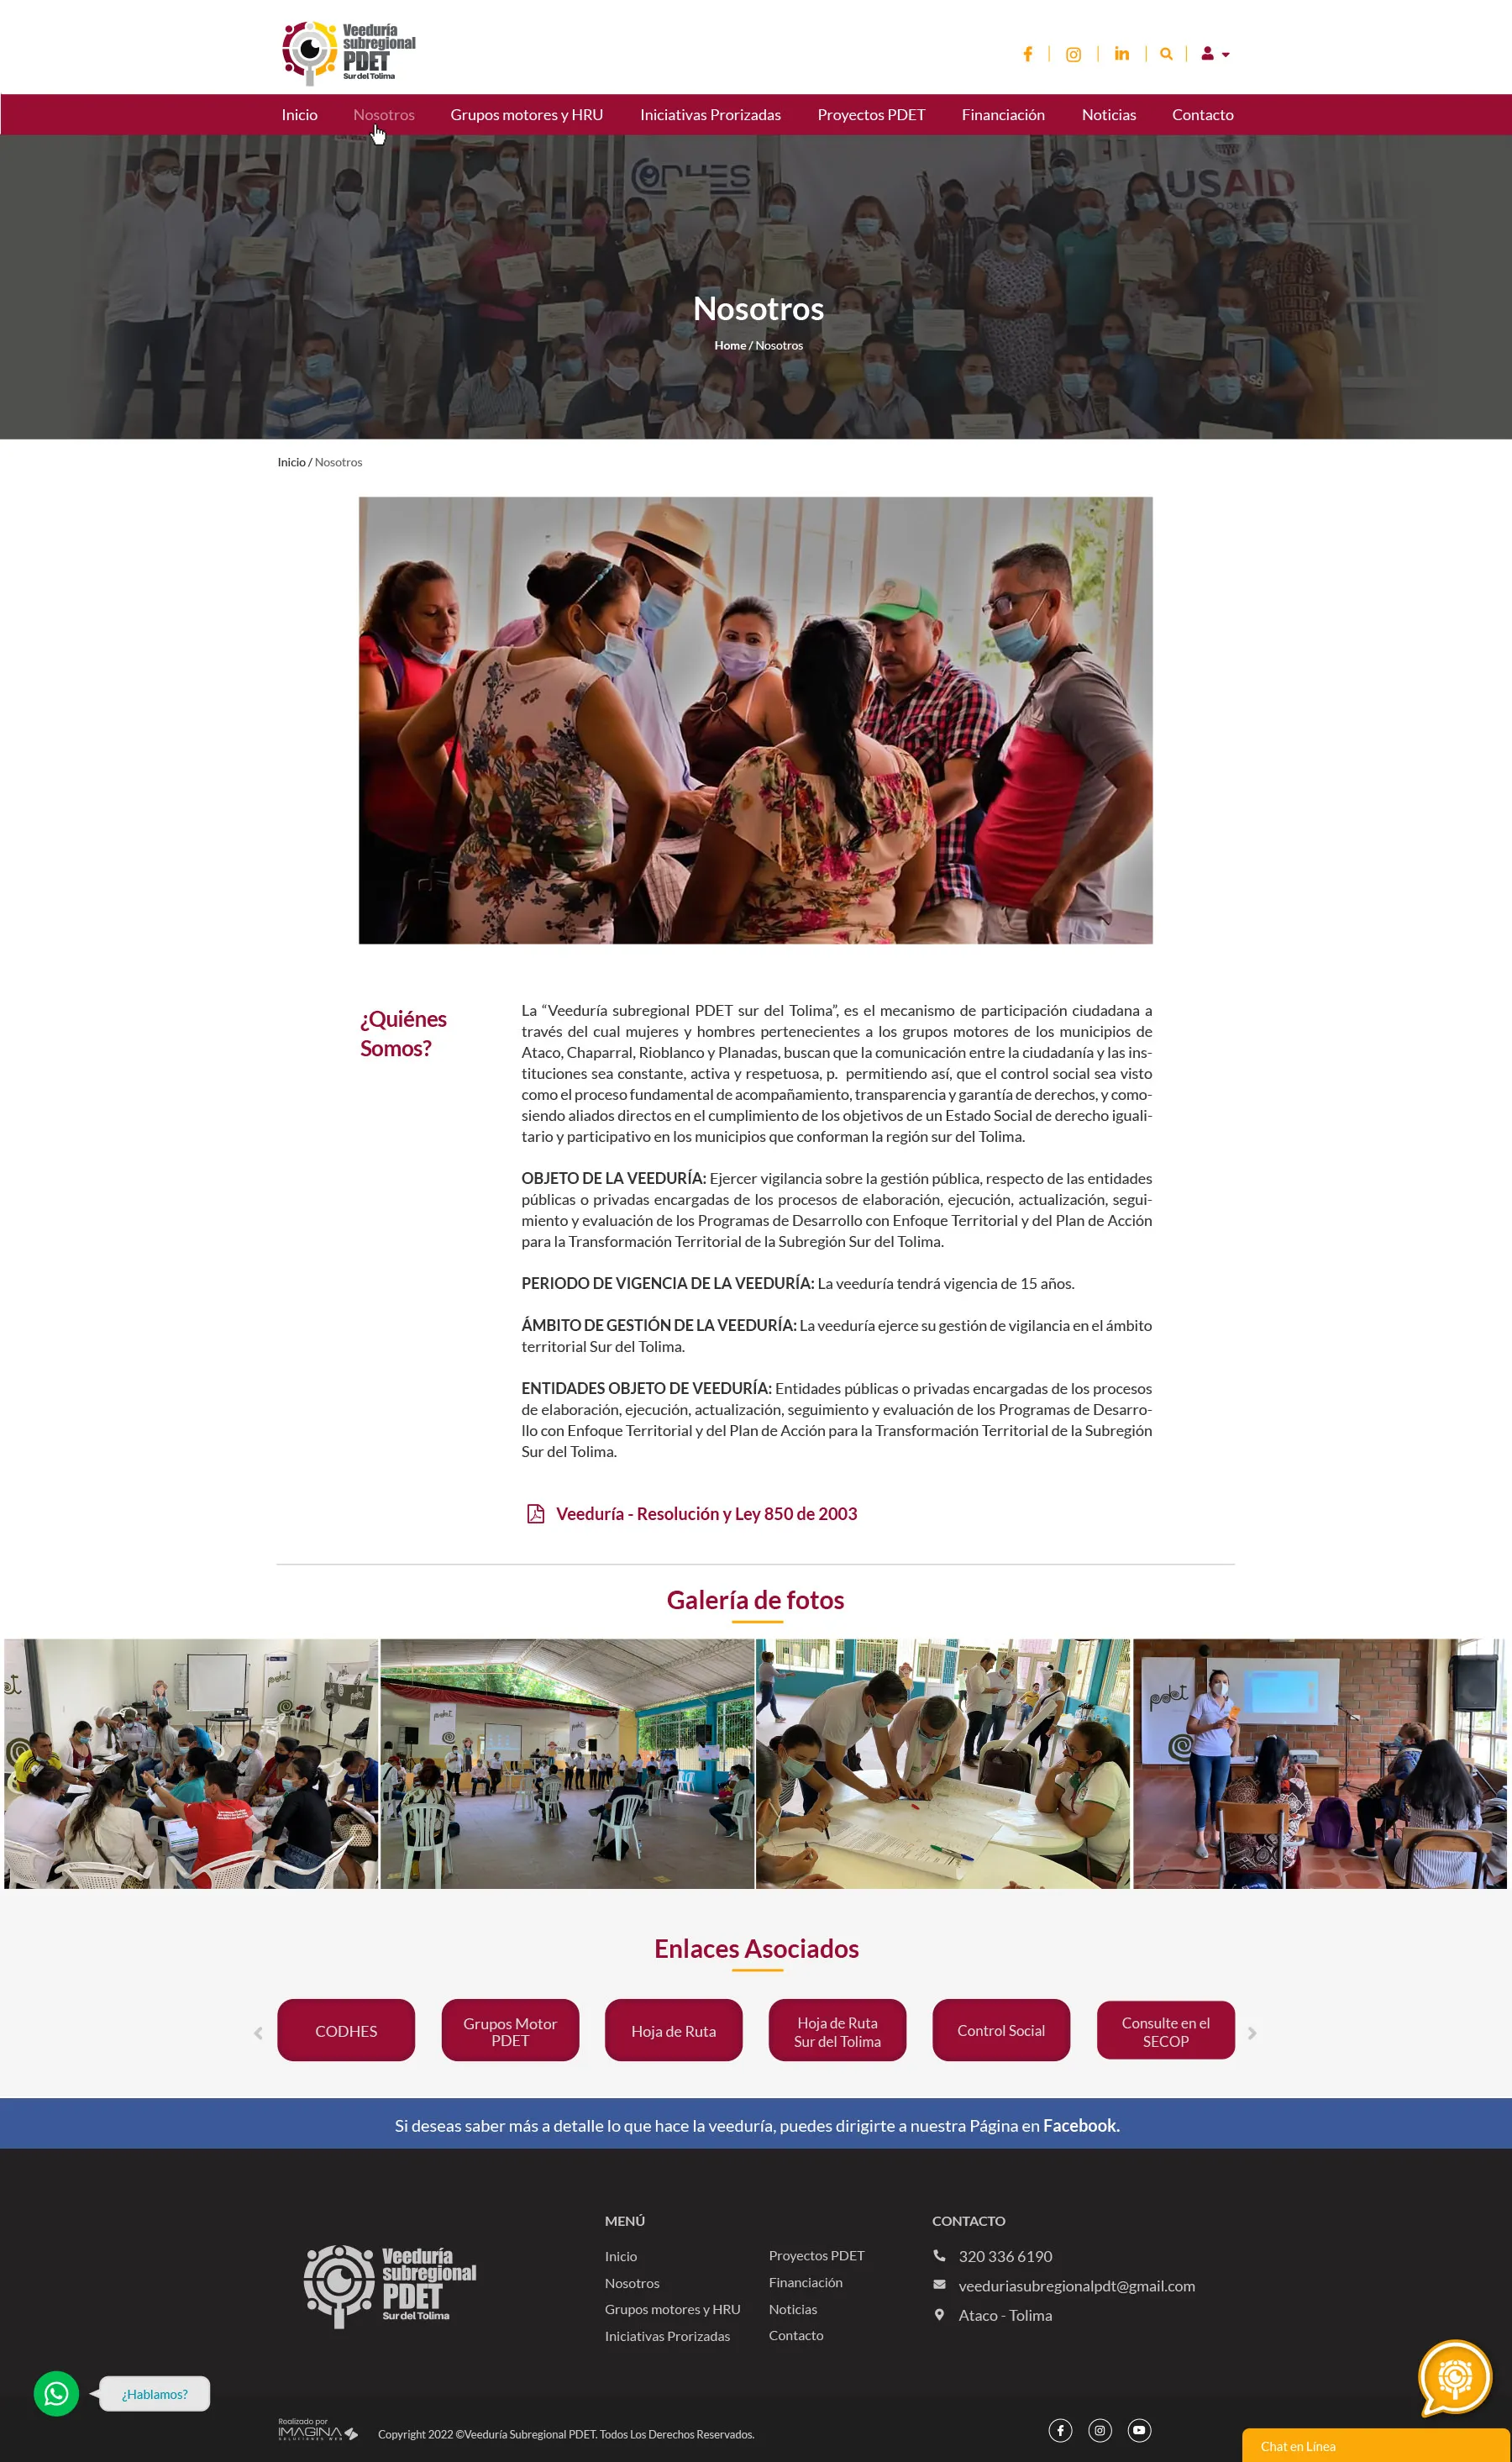 Veeduría
subregional
PDET
Sur del Tolima
Inicio Nosotros Grupos motores y HRU Iniciativas Prorizadas Proyectos PDET Financiación Noticias Contacto
CODHES
USAID
Nosotros
Home / Nosotros
Inicio / Nosotros
¿Quiénes
Somos?
La “Veeduría subregional PDET sur del Tolima”, es el mecanismo de participación ciudadana a
través del cual mujeres y hombres pertenecientes a los grupos motores de los municipios de
Ataco, Chaparral, Rioblanco y Planadas, buscan que la comunicación entre la ciudadanía y las ins-
tituciones sea constante, activa y respetuosa, p. permitiendo así, que el control social sea visto
como el proceso fundamental de acompañamiento, transparencia y garantía de derechos, y como-
siendo aliados directos en el cumplimiento de los objetivos de un Estado Social de derecho iguali-
tario y participativo en los municipios que conforman la región sur del Tolima.
OBJETO DE LA VEEDURÍA: Ejercer vigilancia sobre la gestión pública, respecto de las entidades
públicas o privadas encargadas de los procesos de elaboración, ejecución, actualización, segui-
miento y evaluación de los Programas de Desarrollo con Enfoque Territorial y del Plan de Acción
para la Transformación Territorial de la Subregión Sur del Tolima.
PERIODO DE VIGENCIA DE LA VEEDURÍA: La veeduría tendrá vigencia de 15 años.
ÁMBITO DE GESTIÓN DE LA VEEDURÍA: La veeduría ejerce su gestión de vigilancia en el ámbito
territorial Sur del Tolima.
ENTIDADES OBJETO DE VEEDURÍA: Entidades públicas o privadas encargadas de los procesos
de elaboración, ejecución, actualización, seguimiento y evaluación de los Programas de Desarro-
llo con Enfoque Territorial y del Plan de Acción para la Transformación Territorial de la Subregión
Sur del Tolima.
Veeduría - Resolución y Ley 850 de 2003
Galería de fotos
pdet
pdet
pdet
pdet
Enlaces Asociados
CODHES
Grupos Motor
PDET
Hoja de Ruta
Hoja de Ruta
Sur del Tolima
Control Social
Consulte en el
SECOP
Si deseas saber más a detalle lo que hace la veeduría, puedes dirigirte a nuestra Página en Facebook.
Veeduría
subregional
PDET
Sur del Tolima
MENÚ
Inicio
Nosotros
Grupos motores y HRU
Iniciativas Prorizadas
Proyectos PDET
Financiación
Noticias
Contacto
CONTACTO
320 336 6190
veeduriasubregionalpdt@gmail.com
Ataco - Tolima
¿Hablamos?
Realizado por
IMAGINA
SOLUCIONES WEB
Copyright 2022 ©Veeduría Subregional PDET. Todos Los Derechos Reservados.
Chat en Línea